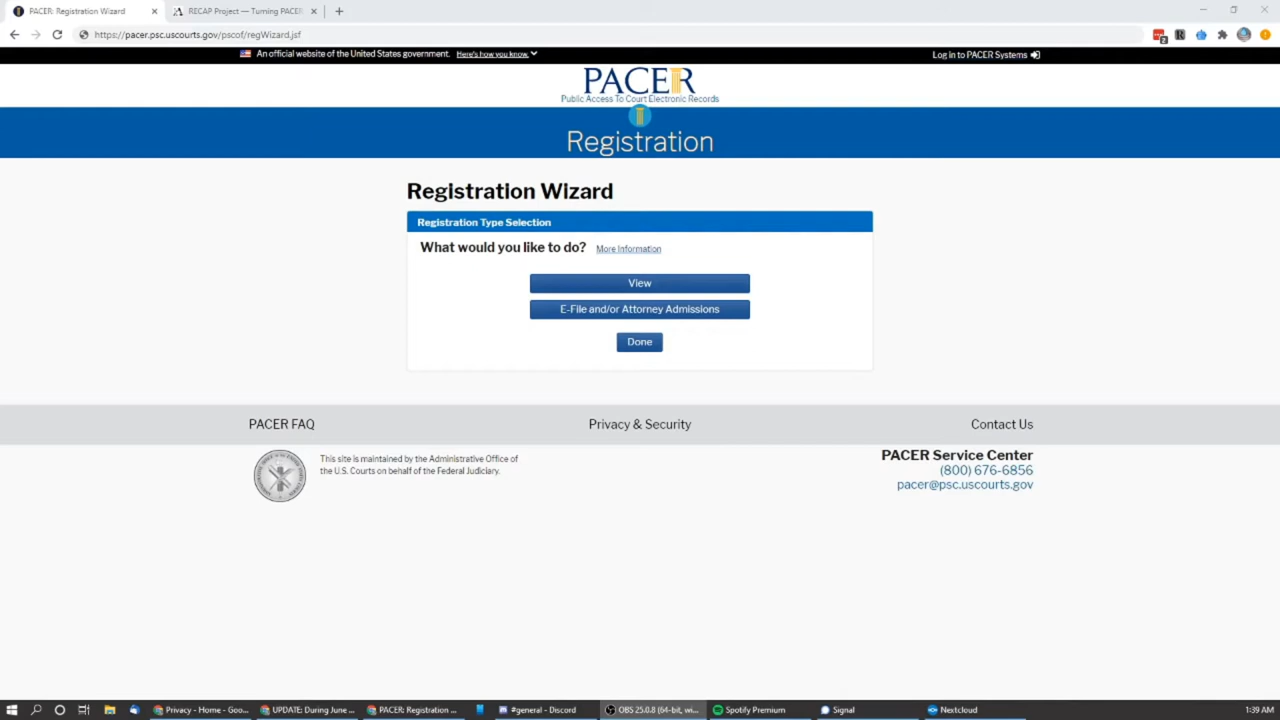 PACER: Registration Wizard
RECAP Project — Turning PACER
https://pacer.psc.uscourts.gov/pscof/regWizard.jsf
An official website of the United States government. Here's how you know.
Log in to PACER Systems
PACER
Public Access To Court Electronic Records
Registration
Registration Wizard
Registration Type Selection
What would you like to do? More Information
View
E-File and/or Attorney Admissions
Done
PACER FAQ
Privacy & Security
Contact Us
This site is maintained by the Administrative Office of
the U.S. Courts on behalf of the Federal Judiciary.
PACER Service Center
(800) 676-6856
pacer@psc.uscourts.gov
Privacy - Home - Goo...
UPDATE: During June ...
PACER: Registration ...
#general - Discord
OBS 25.0.8 (64-bit, wi...
Spotify Premium
Signal
Nextcloud
1:39 AM